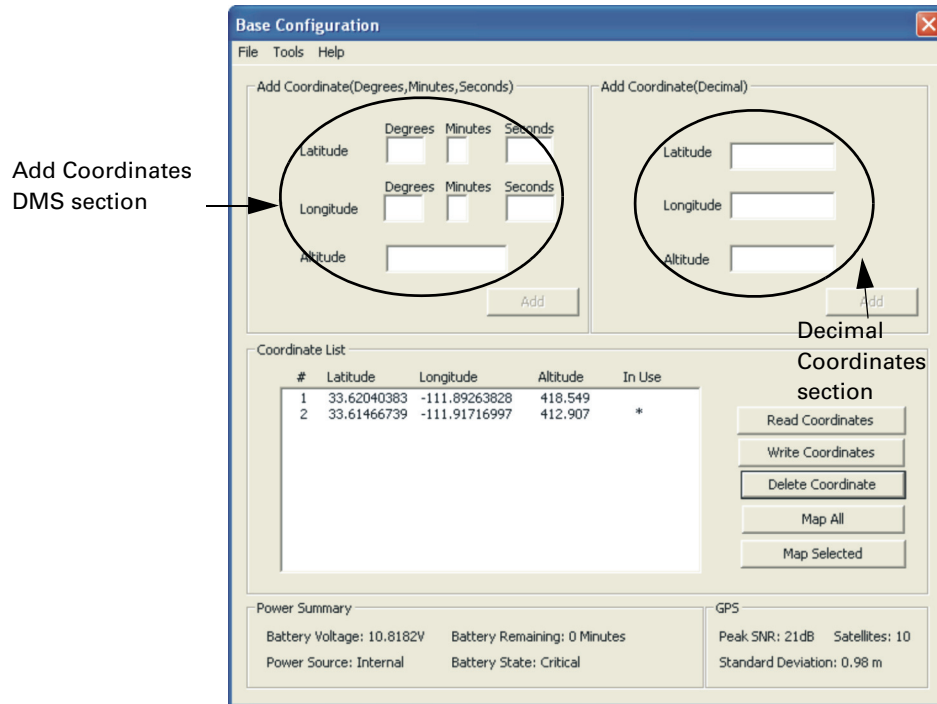 Base Configuration
File Tools Help
Add Coordinate(Degrees,Minutes,Seconds)
Degrees Minutes Seconds
Latitude
Degrees Minutes Seconds
Longitude
Altitude
Add
Add Coordinates
DMS section
Add Coordinate(Decimal)
Latitude
Longitude
Altitude
Add
Decimal
Coordinates
section
Coordinate List
# Latitude Longitude Altitude In Use
1 33.62040383 -111.89263828 418.549
2 33.61466739 -111.91716997 412.907 *
Read Coordinates
Write Coordinates
Delete Coordinate
Map All
Map Selected
Power Summary
Battery Voltage: 10.8182V Battery Remaining: 0 Minutes
Power Source: Internal Battery State: Critical
GPS
Peak SNR: 21dB Satellites: 10
Standard Deviation: 0.98 m